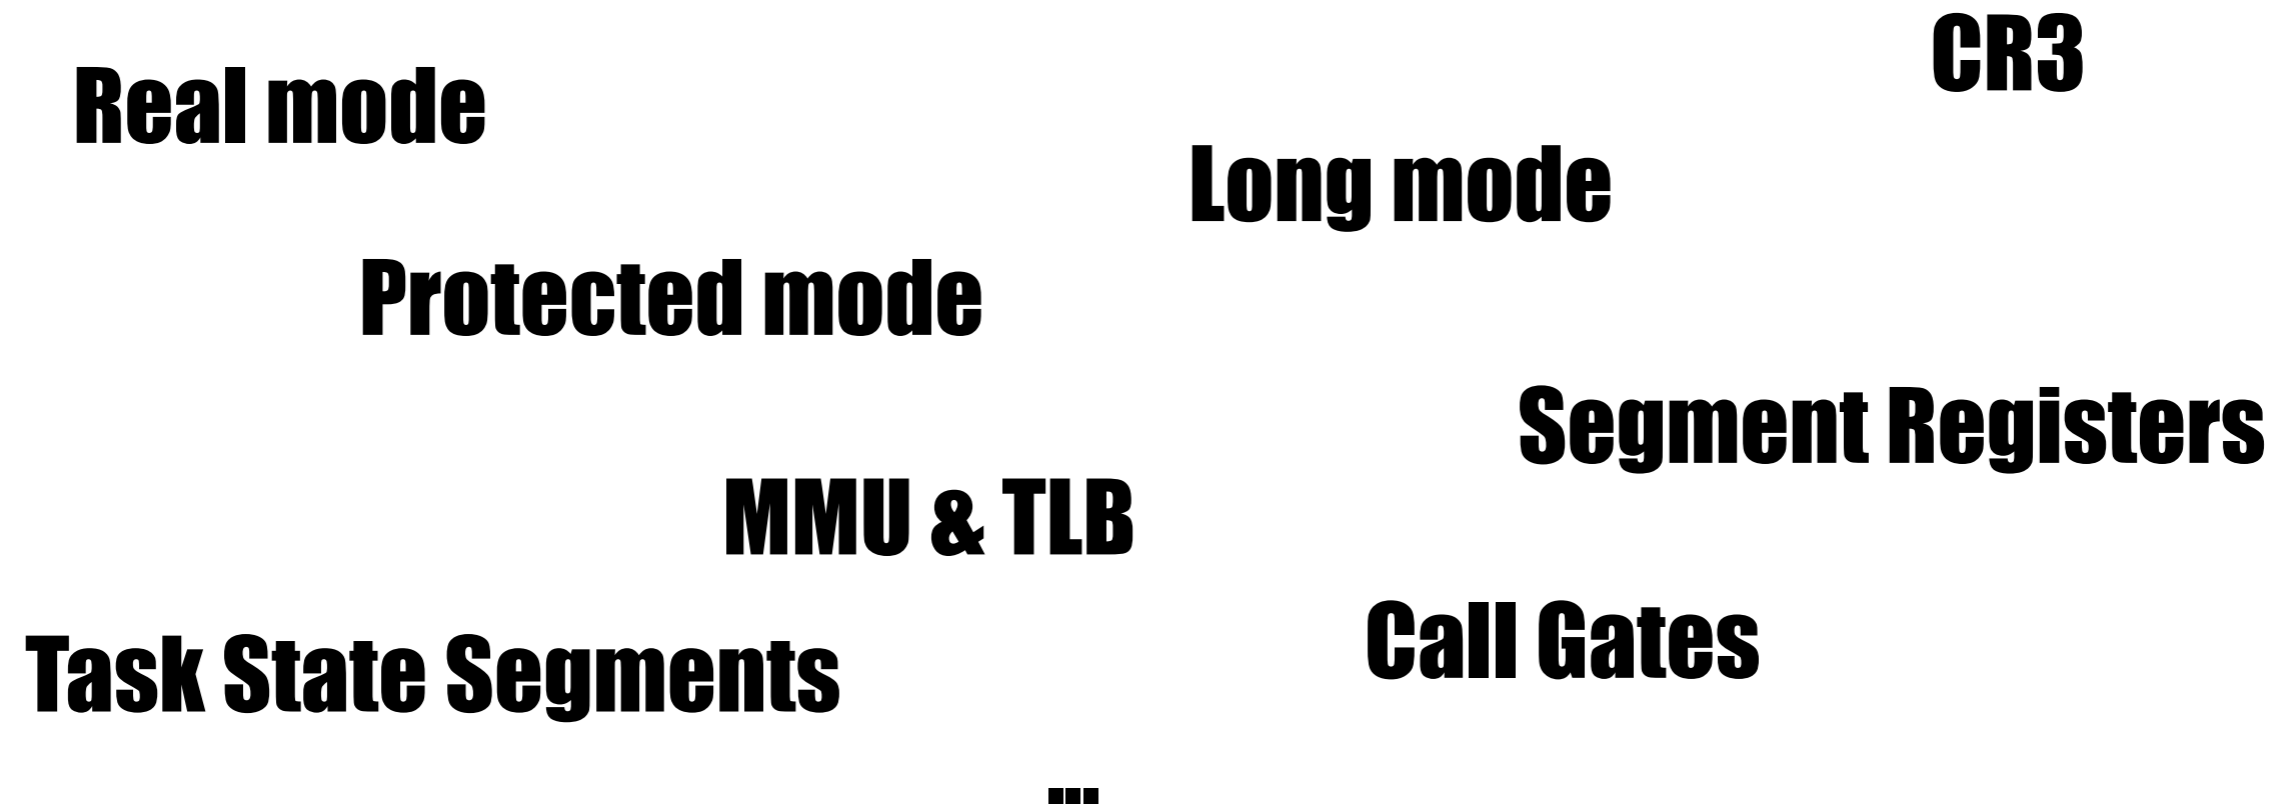 CR3
Real mode
Long mode
Protected mode
Segment Registers
MMU & TLB
Call Gates
Task State Segments
...